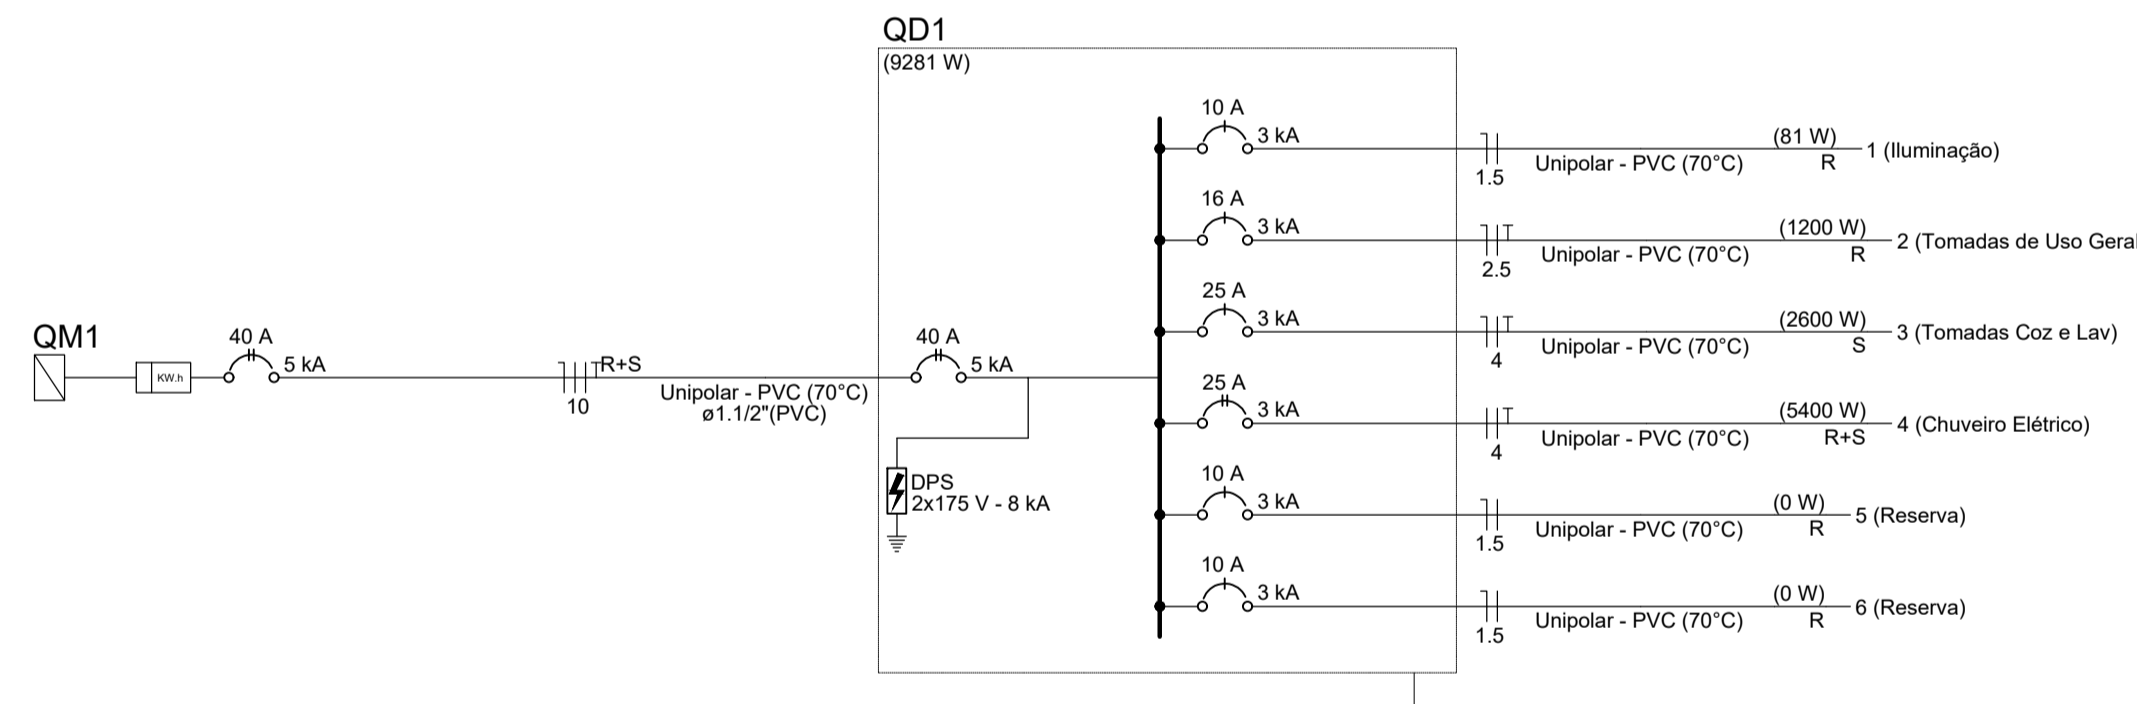 QD1
(9281 W)
10 A
3 kA
1.5
Unipolar - PVC (70°C)
(81 W)
R
1 (Iluminação)
16 A
3 kA
2.5
Unipolar - PVC (70°C)
(1200 W)
R
2 (Tomadas de Uso Geral
25 A
3 kA
4
Unipolar - PVC (70°C)
(2600 W)
S
3 (Tomadas Coz e Lav)
QM1
KW.h
40 A
5 kA
R+S
10
Unipolar - PVC (70°C)
ø1.1/2"(PVC)
40 A
5 kA
25 A
3 kA
4
Unipolar - PVC (70°C)
(5400 W)
R+S
4 (Chuveiro Elétrico)
DPS
2x175 V - 8 kA
10 A
3 kA
1.5
Unipolar - PVC (70°C)
(0 W)
R
5 (Reserva)
10 A
3 kA
1.5
Unipolar - PVC (70°C)
(0 W)
R
6 (Reserva)